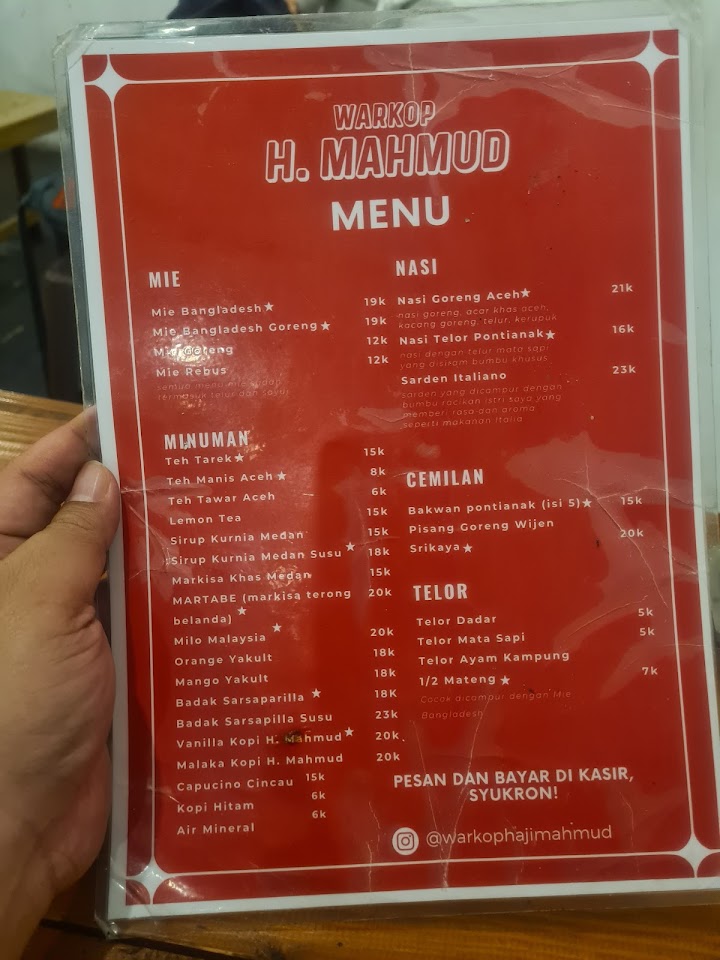 WARKOP
H. MAHMUD
MENU
MIE
Mie Bangladesh★ 19k
Mie Bangladesh Goreng★ 19k
Mie Goreng 12k
Mie Rebus 12k
semua menu mie sudah
termasuk telur dan sayur
MINUMAN
Teh Tarek★ 15k
Teh Manis Aceh★ 8k
Teh Tawar Aceh 6k
Lemon Tea 15k
Sirup Kurnia Medan 15k
Sirup Kurnia Medan Susu★ 18k
Markisa Khas Medan 15k
MARTABE (markisa terong 20k
belanda)★
Milo Malaysia★ 20k
Orange Yakult 18k
Mango Yakult 18k
Badak Sarsaparilla★ 18K
Badak Sarsapilla Susu 23k
Vanilla Kopi H. Mahmud★ 20k
Malaka Kopi H. Mahmud 20k
Capucino Cincau 15k
Kopi Hitam 6k
Air Mineral 6k
NASI
Nasi Goreng Aceh★ 21k
nasi goreng, acar khas aceh,
kacang goreng, telur, kerupuk
Nasi Telor Pontianak★ 16k
nasi dengan telur mata sapi
yang disiram bumbu khusus
Sarden Italiano 23k
sarden yang dicampur dengan
bumbu racikan istri saya yang
memberi rasa dan aroma
seperti makanan Italia
CEMILAN
Bakwan pontianak (isi 5)★ 15k
Pisang Goreng Wijen 20k
Srikaya★
TELOR
Telor Dadar 5k
Telor Mata Sapi 5k
Telor Ayam Kampung
1/2 Mateng★ 7k
Cocok dicampur dengan Mie
Bangladesh
PESAN DAN BAYAR DI KASIR,
SYUKRON!
@warkophajimahmud